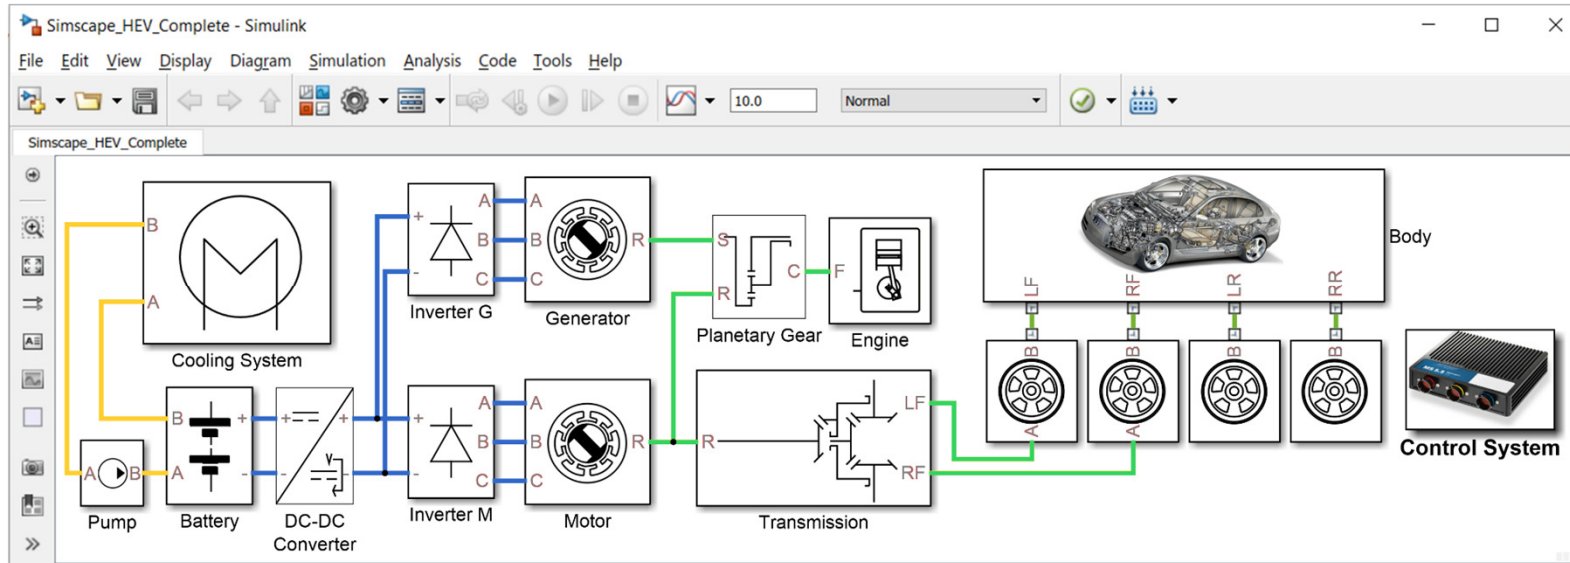 Simscape_HEV_Complete - Simulink
File Edit View Display Diagram Simulation Analysis Code Tools Help
10.0 Normal
Simscape_HEV_Complete
B
A
Cooling System
A B
Pump
B + 
A -
Battery
+ +
- -
V
DC-DC
Converter
+ A
B
- C
Inverter G
A
B R
C
Generator
+ A
B
- C
Inverter M
A
B R
C
Motor
S
C
R
Planetary Gear
F
Engine
R LF
RF
Transmission
LF RF LR RR
Body
B B B B
A A
Control System